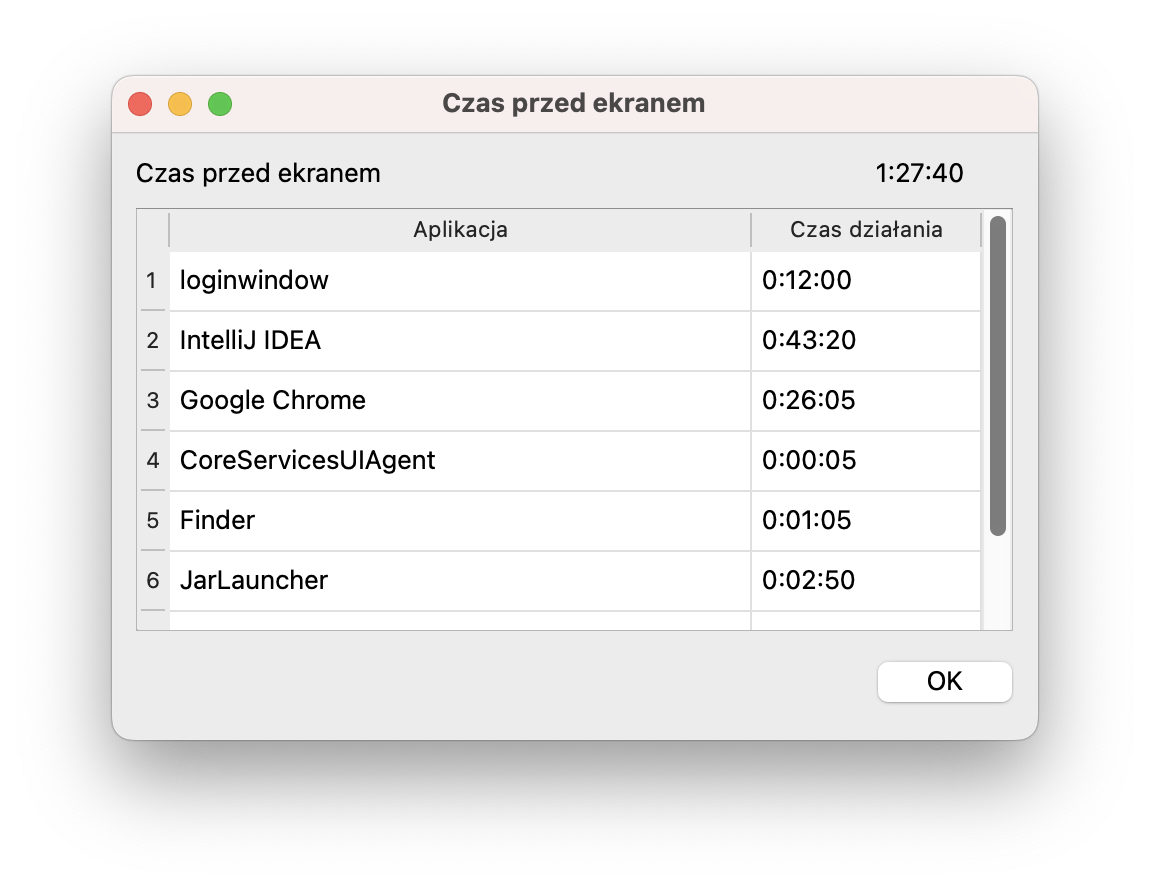 Czas przed ekranem
Czas przed ekranem 1:27:40
Aplikacja Czas działania
1 loginwindow 0:12:00
2 IntelliJ IDEA 0:43:20
3 Google Chrome 0:26:05
4 CoreServicesUIAgent 0:00:05
5 Finder 0:01:05
6 JarLauncher 0:02:50
OK